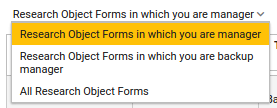 Research Object Forms in which you are manager
Research Object Forms in which you are manager
Research Object Forms in which you are backup
manager
All Research Object Forms